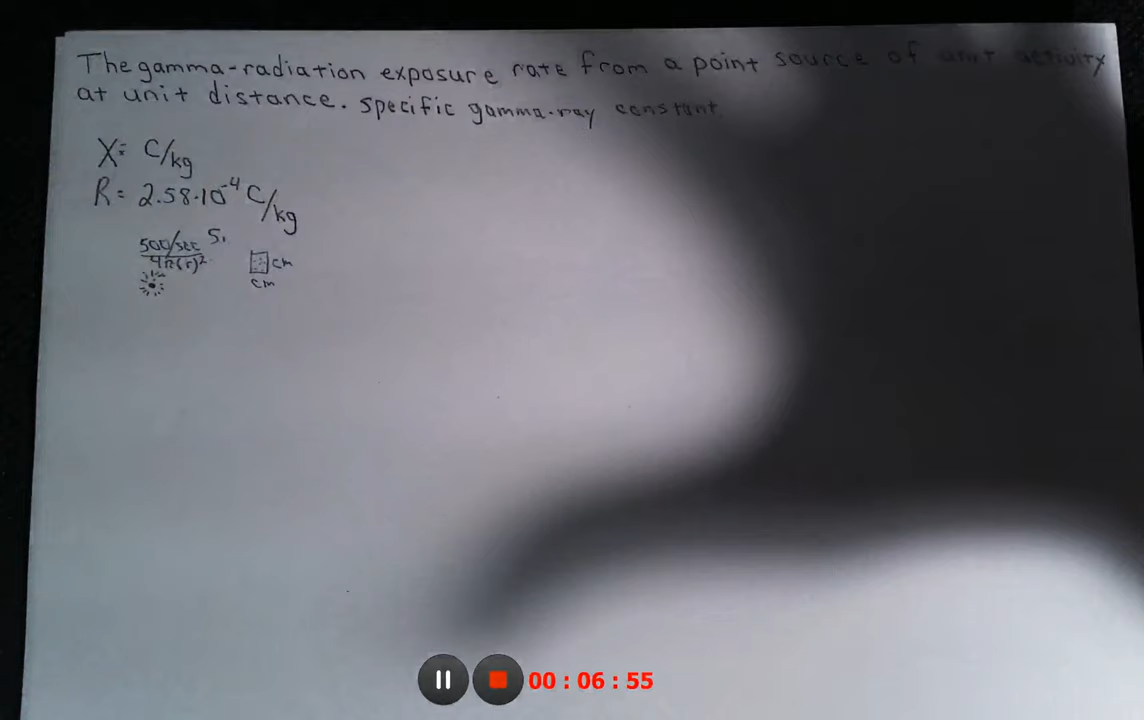 The gamma-radiation exposure rate from a point source of unit activity
at unit distance. specific gamma-ray constant
X= C/kg
R= 2.58·10⁻⁴ C/kg
500/sec
4π(r)²
cm
cm
00 : 06 : 55